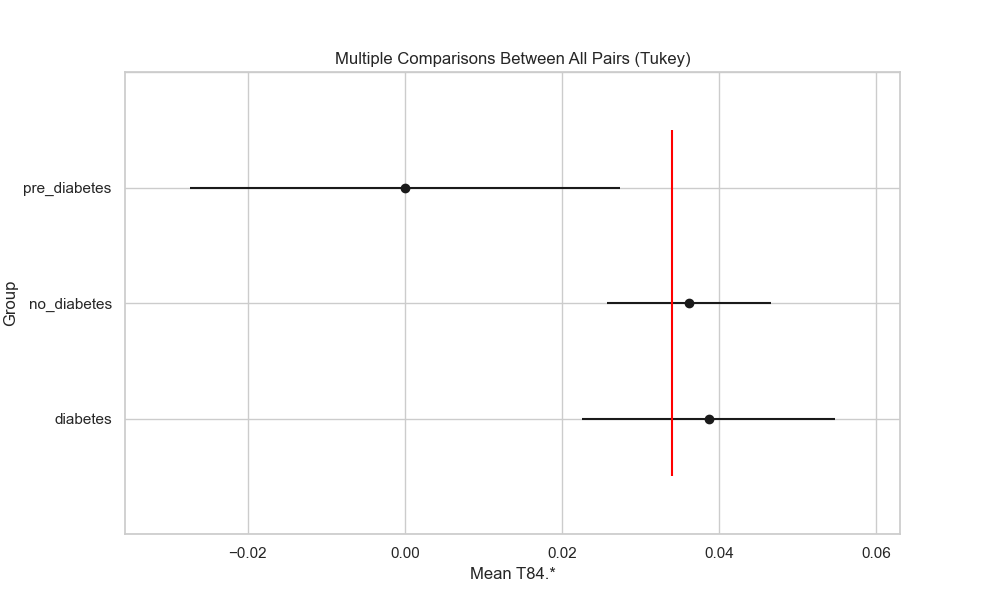 Multiple Comparisons Between All Pairs (Tukey)
pre_diabetes
no_diabetes
diabetes
Group
−0.02
0.00
0.02
0.04
0.06
Mean T84.*